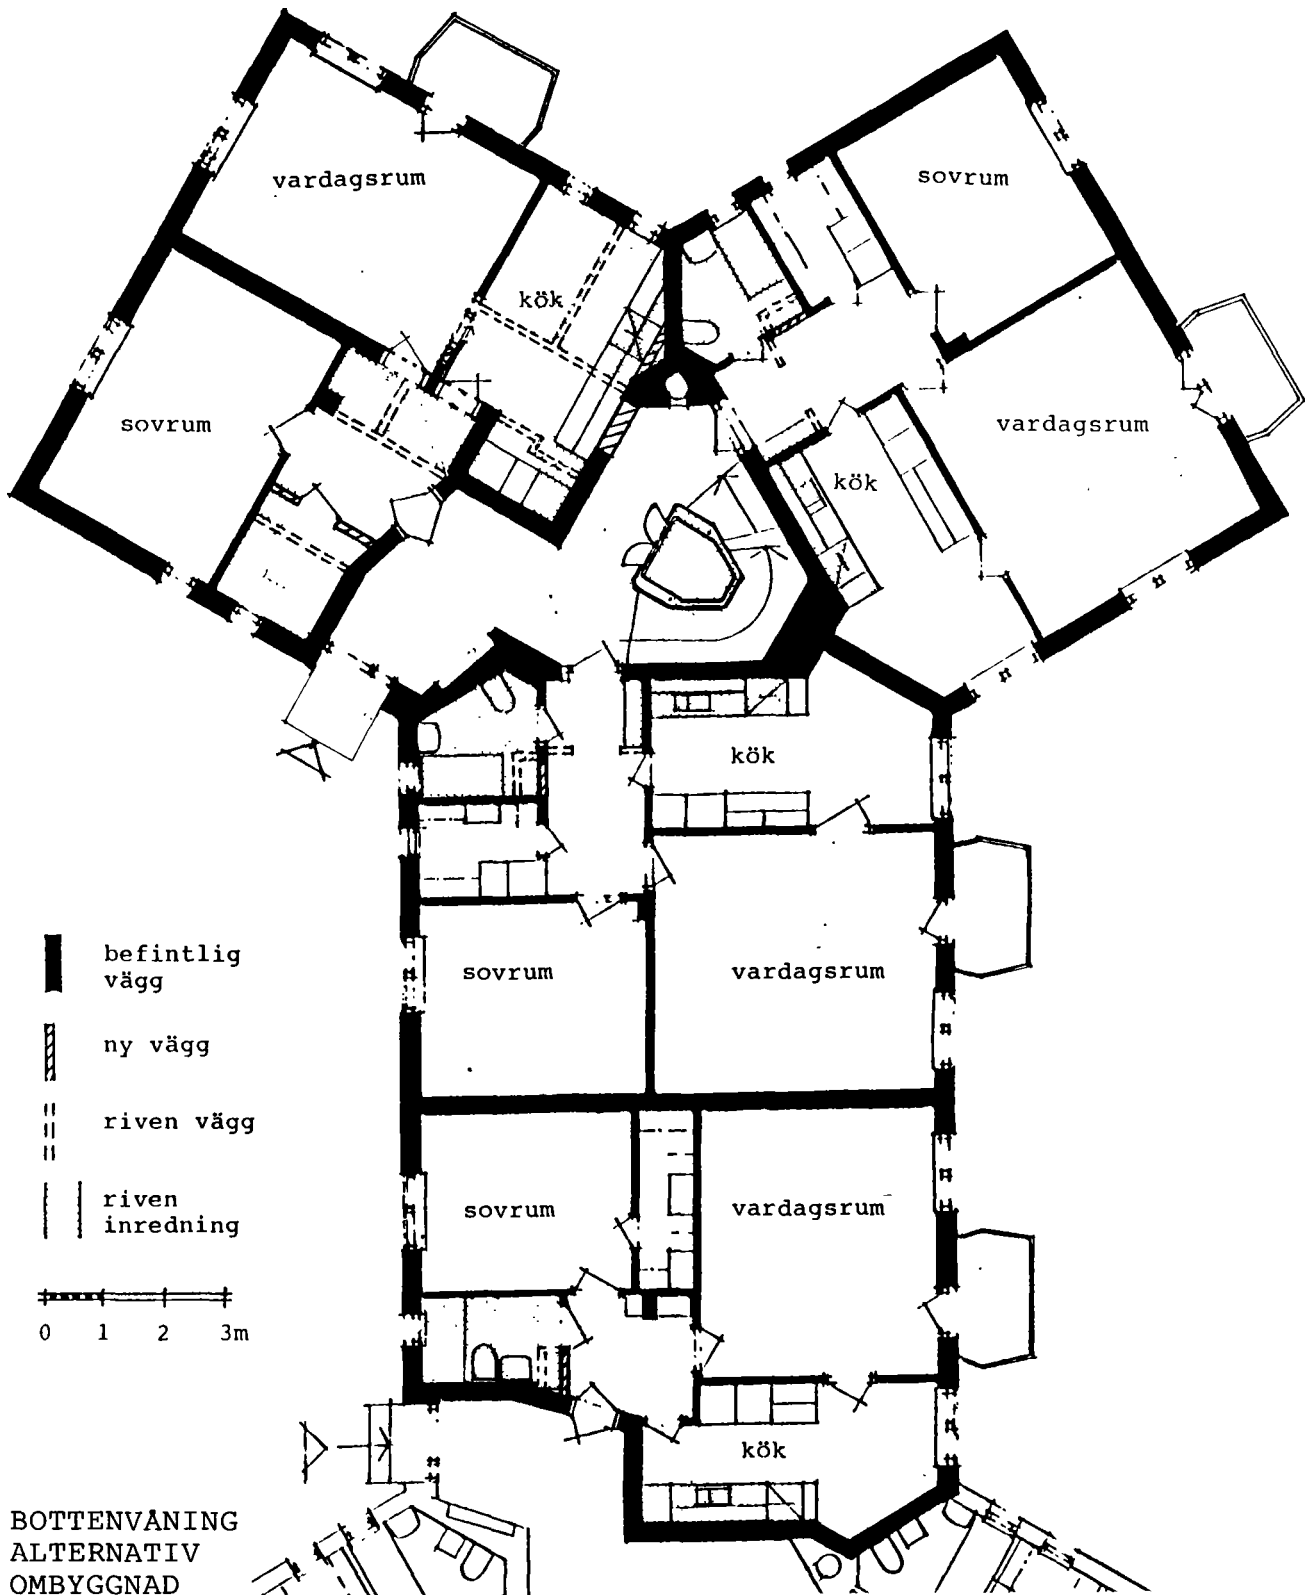 vardagsrum
sovrum
kök
sovrum
vardagsrum
kök
kök
sovrum
vardagsrum
befintlig
vägg
ny vägg
riven vägg
riven
inredning
0 1 2 3m
sovrum
vardagsrum
kök
BOTTENVÅNING
ALTERNATIV
OMBYGGNAD